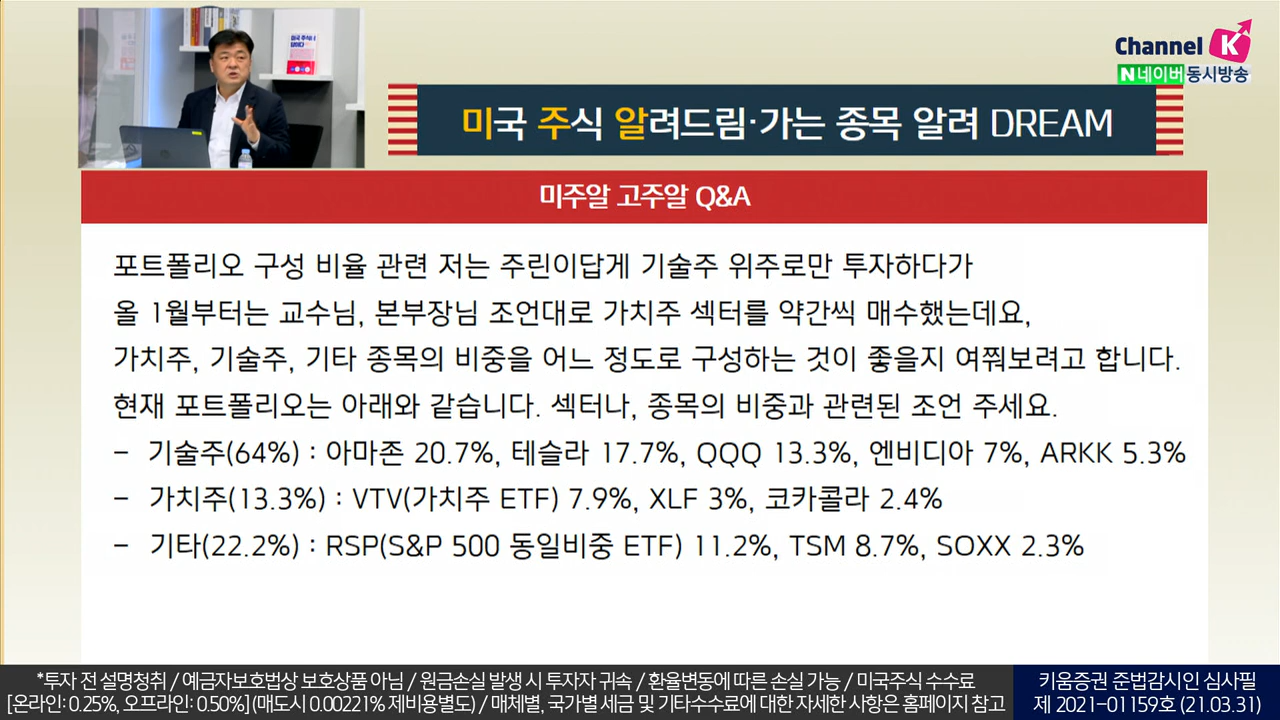 Channel K
N 네이버 동시방송
미국 주식 알려드림·가는 종목 알려 DREAM
미주알 고주알 Q&A
포트폴리오 구성 비율 관련 저는 주린이답게 기술주 위주로만 투자하다가
올 1월부터는 교수님, 본부장님 조언대로 가치주 섹터를 약간씩 매수했는데요,
가치주, 기술주, 기타 종목의 비중을 어느 정도로 구성하는 것이 좋을지 여쭤보려고 합니다.
현재 포트폴리오는 아래와 같습니다. 섹터나, 종목의 비중과 관련된 조언 주세요.
- 기술주(64%) : 아마존 20.7%, 테슬라 17.7%, QQQ 13.3%, 엔비디아 7%, ARKK 5.3%
- 가치주(13.3%) : VTV(가치주 ETF) 7.9%, XLF 3%, 코카콜라 2.4%
- 기타(22.2%) : RSP(S&P 500 동일비중 ETF) 11.2%, TSM 8.7%, SOXX 2.3%
*투자 전 설명청취 / 예금자보호법상 보호상품 아님 / 원금손실 발생 시 투자자 귀속 / 환율변동에 따른 손실 가능 / 미국주식 수수료
[온라인: 0.25%, 오프라인: 0.50%] (매도시 0.00221% 제비용별도) / 매체별, 국가별 세금 및 기타수수료에 대한 자세한 사항은 홈페이지 참고
키움증권 준법감시인 심사필
제 2021-01159호 (21.03.31)